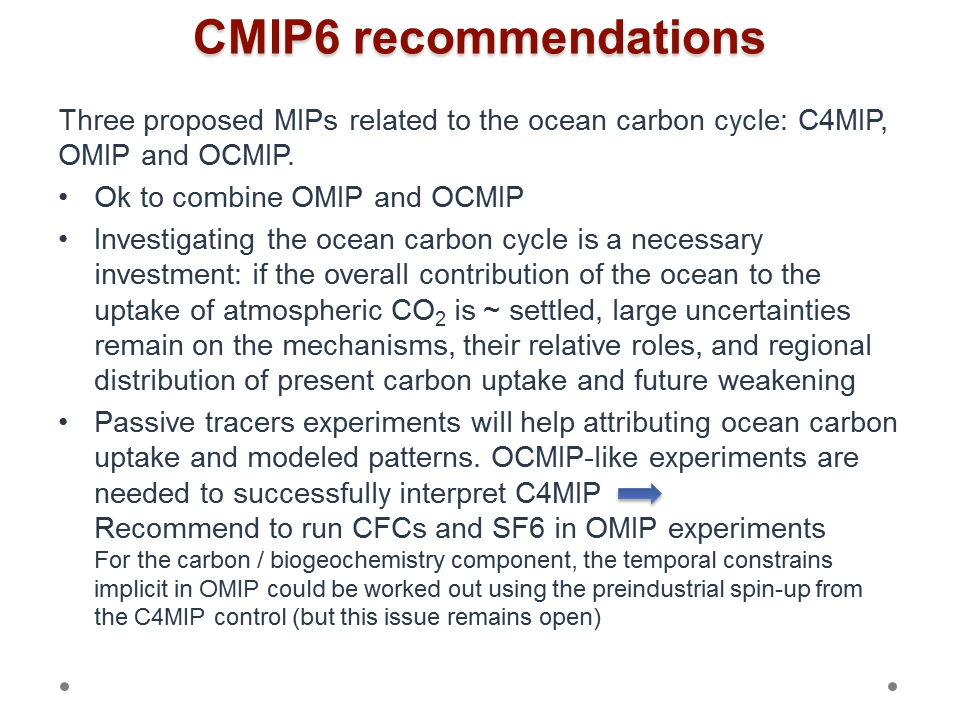 CMIP6 recommendations
Three proposed MIPs related to the ocean carbon cycle: C4MIP,
OMIP and OCMIP.
• Ok to combine OMIP and OCMIP
• Investigating the ocean carbon cycle is a necessary
investment: if the overall contribution of the ocean to the
uptake of atmospheric CO₂ is ~ settled, large uncertainties
remain on the mechanisms, their relative roles, and regional
distribution of present carbon uptake and future weakening
• Passive tracers experiments will help attributing ocean carbon
uptake and modeled patterns. OCMIP-like experiments are
needed to successfully interpret C4MIP
Recommend to run CFCs and SF6 in OMIP experiments
For the carbon / biogeochemistry component, the temporal constrains
implicit in OMIP could be worked out using the preindustrial spin-up from
the C4MIP control (but this issue remains open)